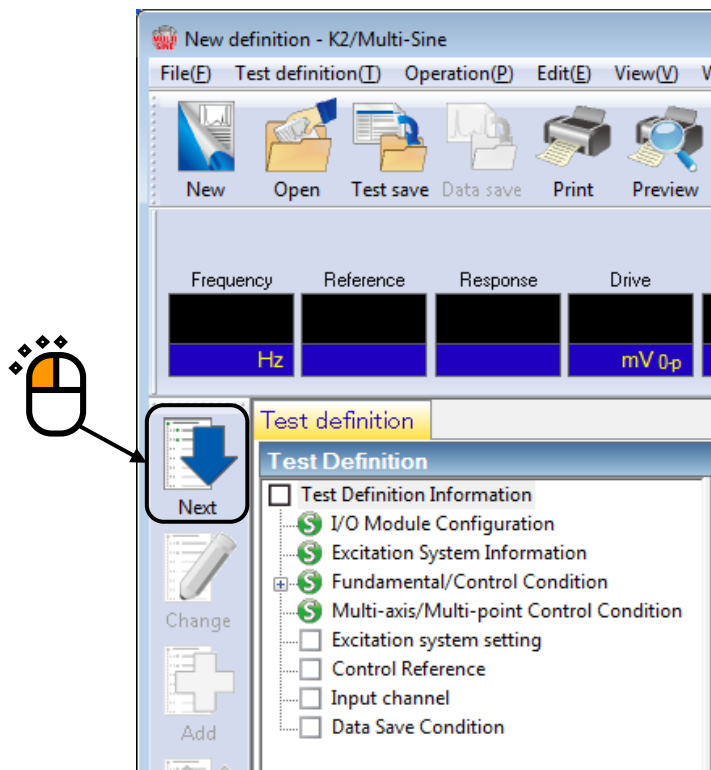 New definition - K2/Multi-Sine
File(F) Test definition(T) Operation(P) Edit(E) View(V)
New Open Test save Data save Print Preview
Frequency Reference Response Drive
Hz mV 0-p
Test definition
Test Definition
Next
Test Definition Information
I/O Module Configuration
Excitation System Information
Fundamental/Control Condition
Multi-axis/Multi-point Control Condition
Excitation system setting
Control Reference
Input channel
Data Save Condition
Change
Add